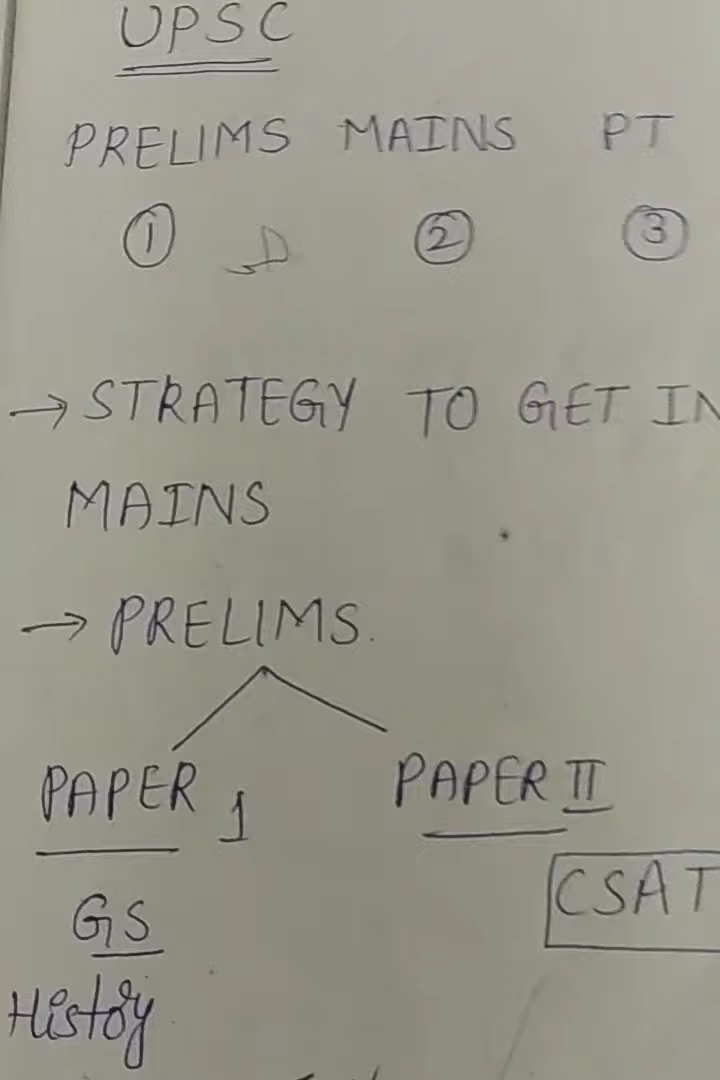 UPSC
PRELIMS MAINS PT
① ② ③
→ STRATEGY TO GET IN
MAINS
→ PRELIMS.
PAPER 1 PAPER II
CSAT
GS
History